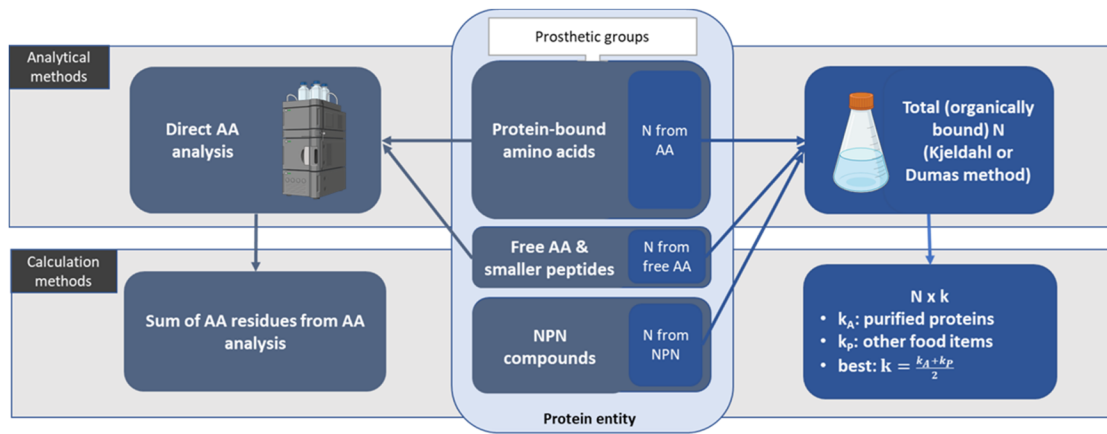 Prosthetic groups
Analytical
methods
Direct AA
analysis
Protein-bound
amino acids
N from
AA
Total (organically
bound) N
(Kjeldahl or
Dumas method)
Free AA &
smaller peptides
N from
free AA
Calculation
methods
Sum of AA residues from AA
analysis
NPN
compounds
N from
NPN
N x k
• kA: purified proteins
• kP: other food items
• best: k = (kA+kP)/2
Protein entity